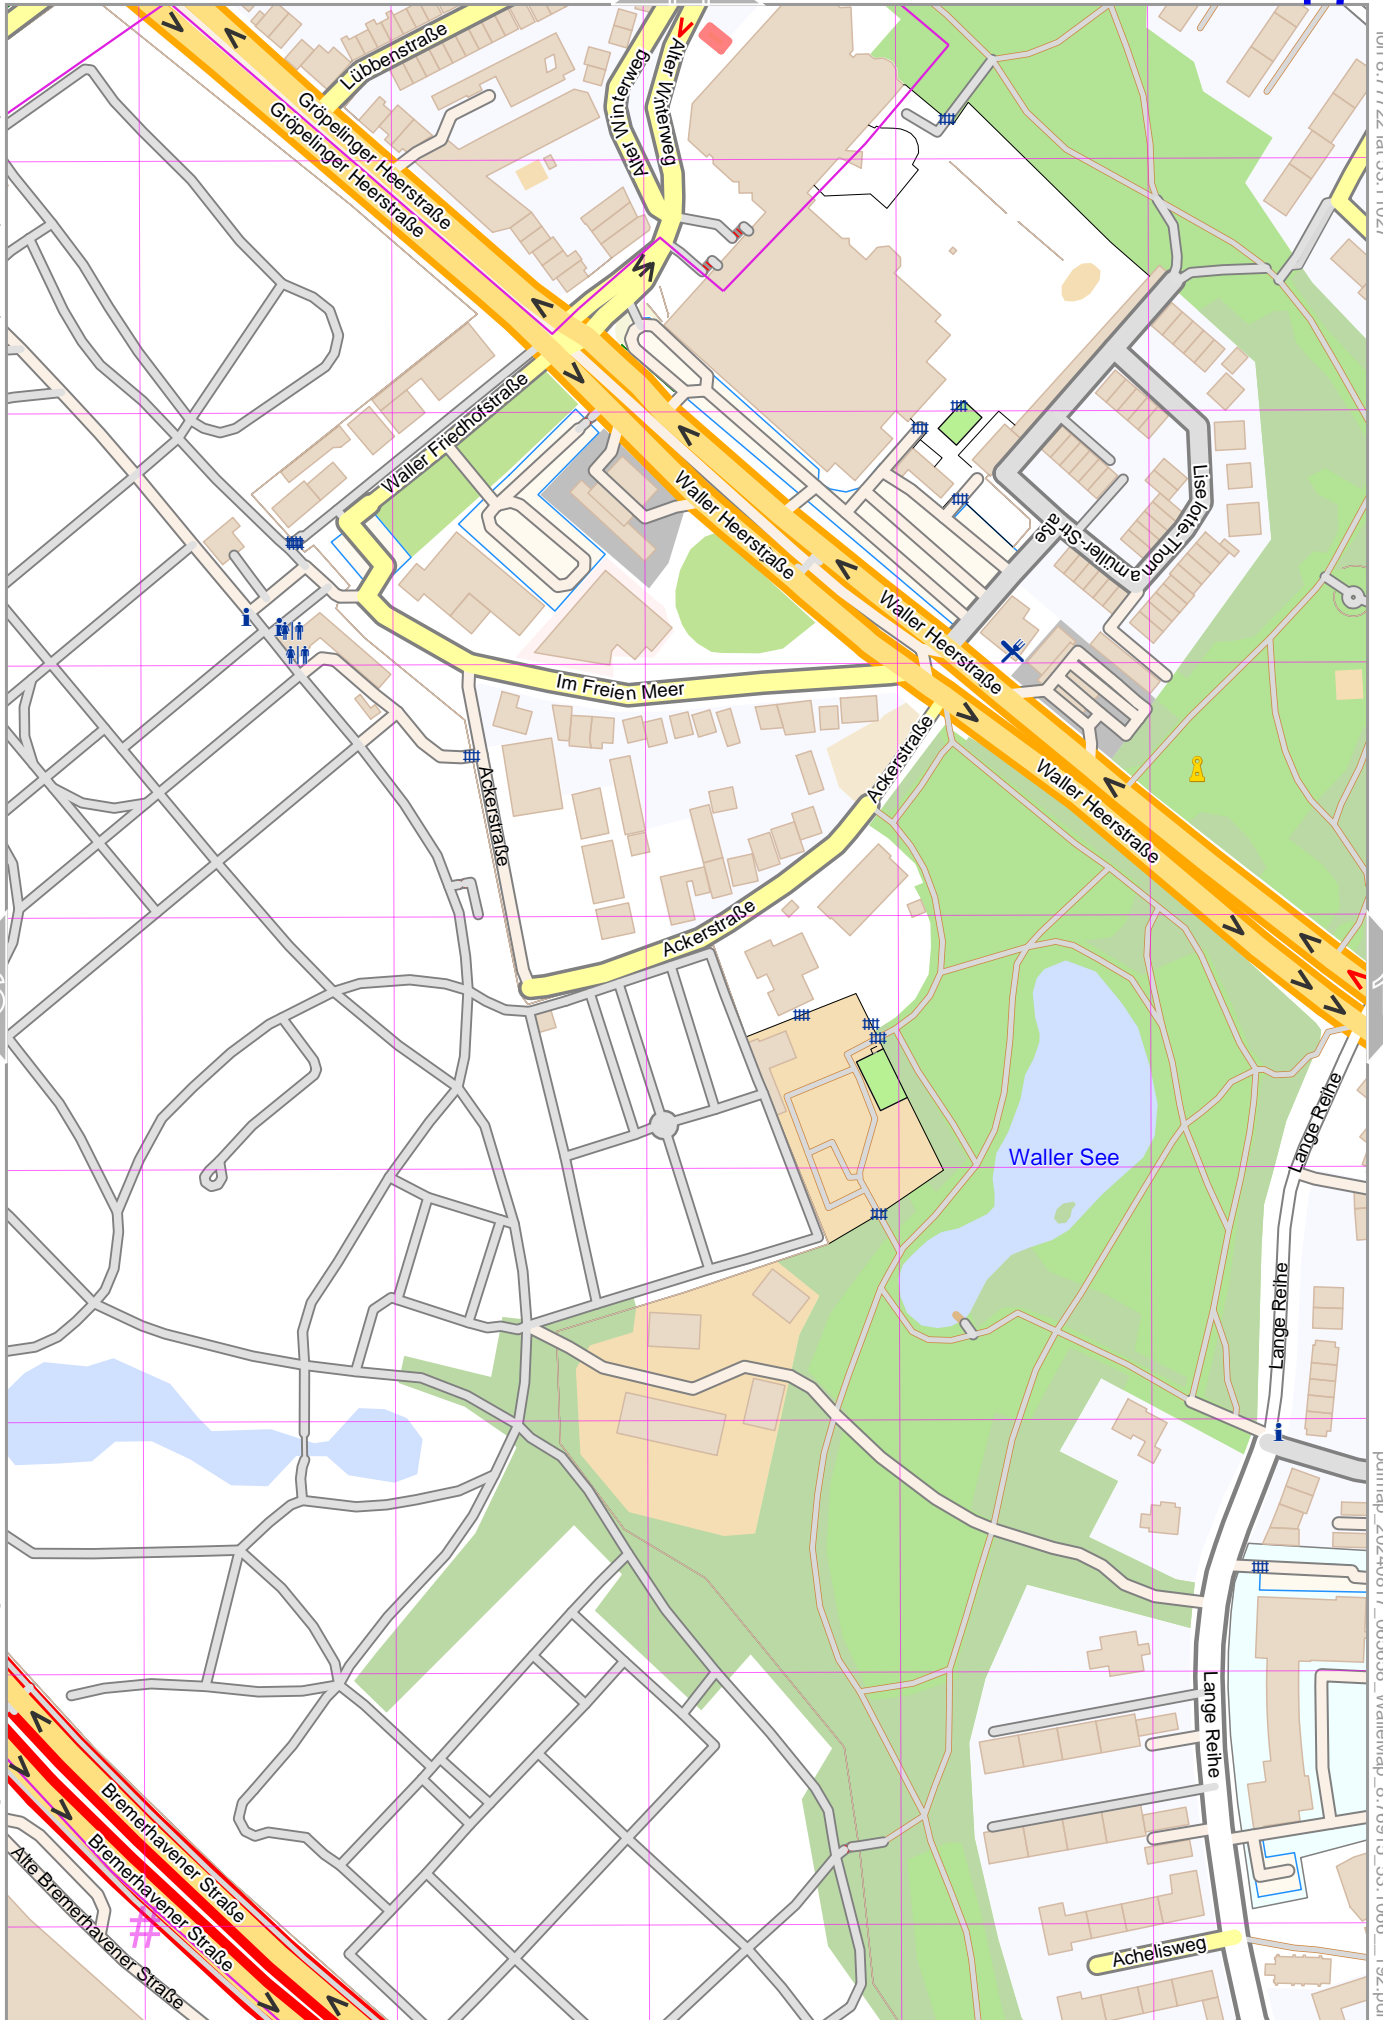 Lübbenstraße
Alter Winterweg
Alter Winterweg
Gröpelinger Heerstraße
Gröpelinger Heerstraße
Waller Friedhofstraße
Waller Heerstraße
Lise
lotte-Thom
amüller-Str
aße
Waller Heerstraße
Im Freien Meer
Ackerstraße
Waller Heerstraße
Ackerstraße
Ackerstraße
Lange Reihe
Waller See
Lange Reihe
Lange Reihe
Bremerhavener Straße
Bremerhavener Straße
Alte Bremerhavener Straße
#
Achelisweg